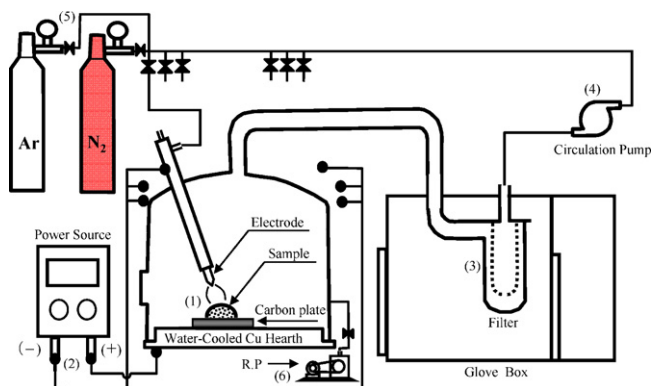 (5)
Ar
N2
(4)
Circulation Pump
Power Source
Electrode
Sample
(1)
Carbon plate
Water-Cooled Cu Hearth
(3)
Filter
Glove Box
(−)
(2)
(+)
R.P
(6)